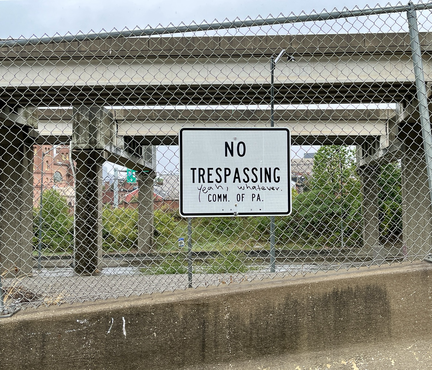 NO
TRESPASSING
yeah, whatever.
COMM. OF PA.